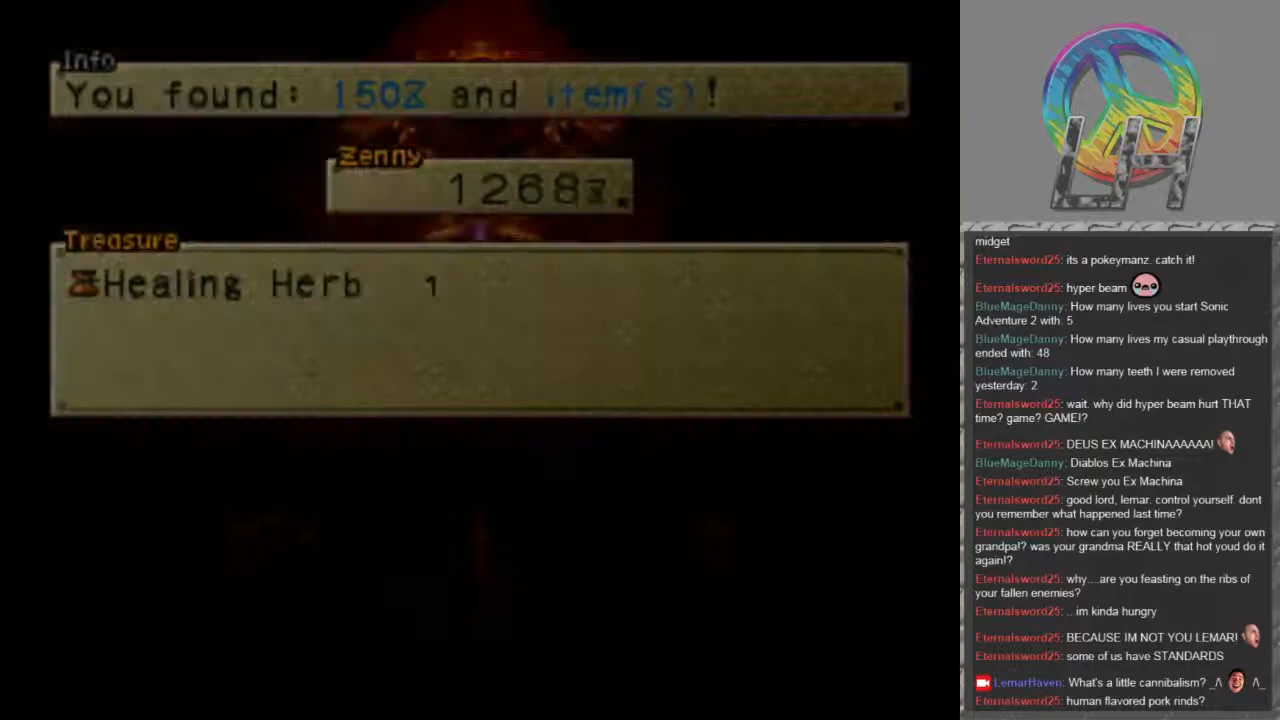 Info
You found: 150Z and item(s)!
Zenny
1268z.
Treasure
Healing Herb 1
LH
midget
Eternalsword25: its a pokeymanz. catch it!
Eternalsword25: hyper beam
BlueMageDanny: How many lives you start Sonic
Adventure 2 with: 5
BlueMageDanny: How many lives my casual playthrough
ended with: 48
BlueMageDanny: How many teeth I were removed
yesterday: 2
Eternalsword25: wait. why did hyper beam hurt THAT
time? game? GAME!?
Eternalsword25: DEUS EX MACHINAAAAAA!
BlueMageDanny: Diablos Ex Machina
Eternalsword25: Screw you Ex Machina
Eternalsword25: good lord, lemar. control yourself. dont
you remember what happened last time?
Eternalsword25: how can you forget becoming your own
grandpa!? was your grandma REALLY that hot youd do it
again!?
Eternalsword25: why....are you feasting on the ribs of
your fallen enemies?
Eternalsword25: ...im kinda hungry
Eternalsword25: BECAUSE IM NOT YOU LEMAR!
Eternalsword25: some of us have STANDARDS
LemarHaven: What's a little cannibalism? _/\ /\_
Eternalsword25: human flavored pork rinds?